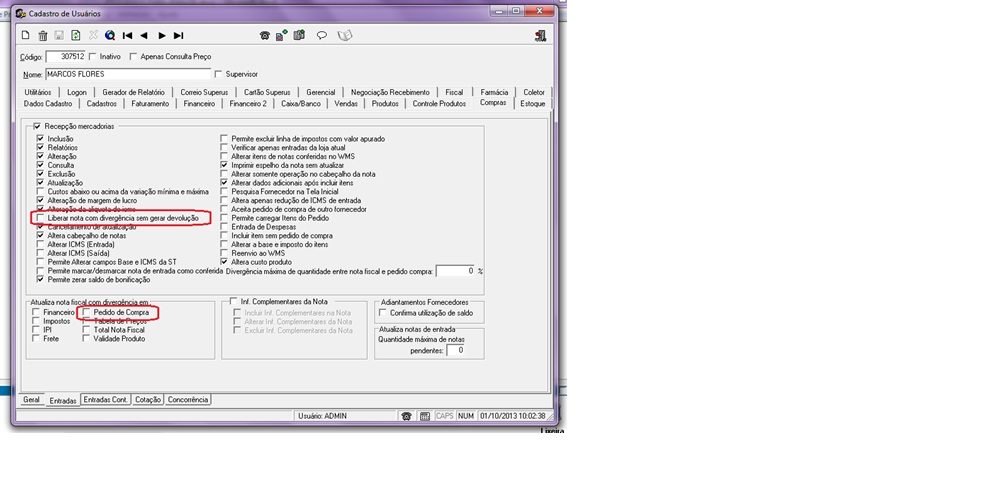 Cadastro de Usuários
Código: 307512 Inativo Apenas Consulta Preço
Nome: MARCOS FLORES Supervisor
Utilitários Logon Gerador de Relatório Correio Superus Cartão Superus Gerencial Negociação Recebimento Fiscal Farmácia Coletor
Dados Cadastro Cadastros Faturamento Financeiro Financeiro 2 Caixa/Banco Vendas Produtos Controle Produtos Compras Estoque
Recepção mercadorias
Inclusão
Relatórios
Alteração
Consulta
Exclusão
Atualização
Custos abaixo ou acima da variação mínima e máxima
Alteração de margem de lucro
Alteração da alíquota de icms
Liberar nota com divergência sem gerar devolução
Cancelamento de atualização
Altera cabeçalho de notas
Alterar ICMS (Entrada)
Alterar ICMS (Saída)
Permite Alterar campos Base e ICMS da ST
Permite marcar/desmarcar nota de entrada como conferida
Permite zerar saldo de bonificação
Permite excluir linha de impostos com valor apurado
Verificar apenas entradas da loja atual
Alterar itens de notas conferidas no WMS
Imprimir espelho da nota sem atualizar
Alterar somente operação no cabeçalho da nota
Alterar dados adicionais após incluir itens
Pesquisa Fornecedor na Tela Inicial
Altera apenas redução de ICMS de entrada
Aceita pedido de compra de outro fornecedor
Permite carregar Itens do Pedido
Entrada de Despesas
Incluir item sem pedido de compra
Alterar a base e imposto do itens
Reenvio ao WMS
Altera custo produto
Divergência máxima de quantidade entre nota fiscal e pedido compra: 0 %
Atualiza nota fiscal com divergência em :
Financeiro Pedido de Compra
Impostos Tabela de Preços
IPI Total Nota Fiscal
Frete Validade Produto
Inf. Complementares da Nota
Incluir Inf. Complementares na Nota
Alterar Inf. Complementares da Nota
Excluir Inf. Complementares da Nota
Adiantamentos Fornecedores
Confirma utilização de saldo
Atualiza notas de entrada
Quantidade máxima de notas
pendentes: 0
Geral Entradas Entradas Cont. Cotação Concorrência
Usuário: ADMIN CAPS NUM 01/10/2013 10:02:38
Lixeira